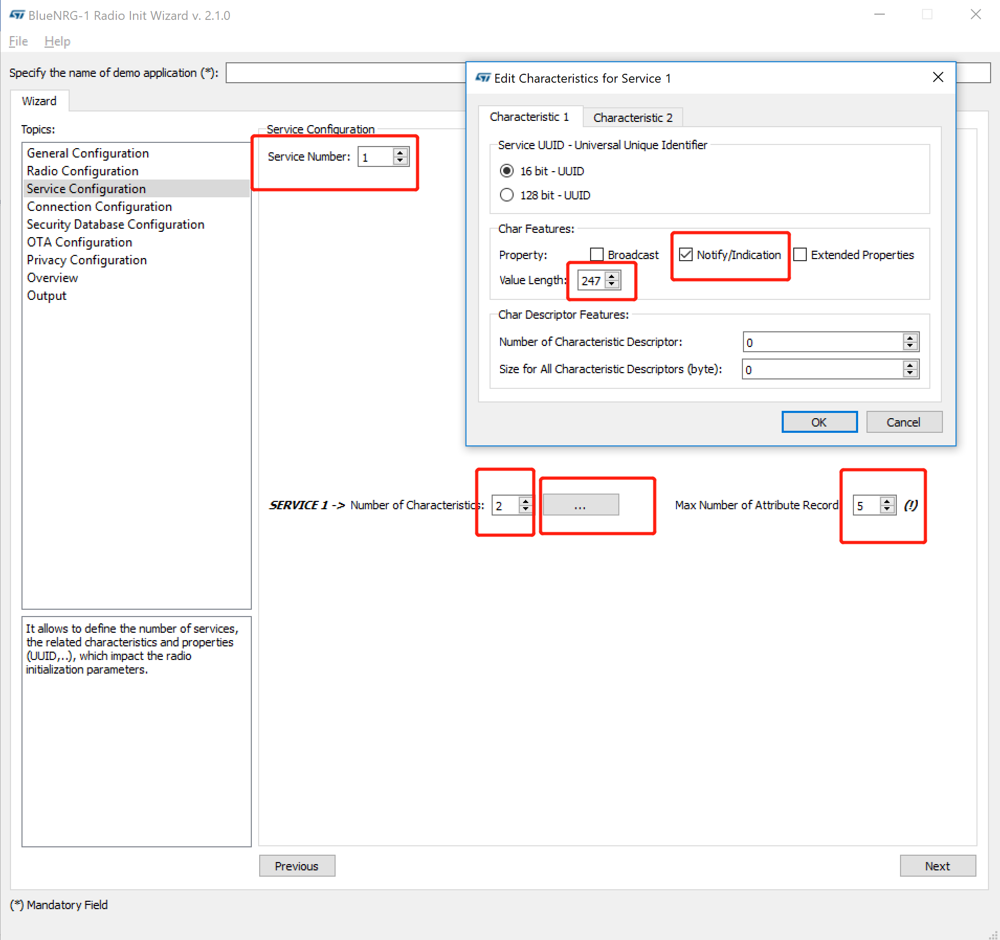 BlueNRG-1 Radio Init Wizard v. 2.1.0
File Help
Specify the name of demo application (*):
Wizard
Topics:
General Configuration
Radio Configuration
Service Configuration
Connection Configuration
Security Database Configuration
OTA Configuration
Privacy Configuration
Overview
Output
It allows to define the number of services,
the related characteristics and properties
(UUID,..), which impact the radio
initialization parameters.
Service Configuration
Service Number: 1
Edit Characteristics for Service 1
Characteristic 1 Characteristic 2
Service UUID - Universal Unique Identifier
16 bit - UUID
128 bit - UUID
Char Features:
Property: Broadcast Notify/Indication Extended Properties
Value Length: 247
Char Descriptor Features:
Number of Characteristic Descriptor: 0
Size for All Characteristic Descriptors (byte): 0
OK Cancel
SERVICE 1 -> Number of Characteristics: 2 ... Max Number of Attribute Record 5 (!)
Previous Next
(*) Mandatory Field